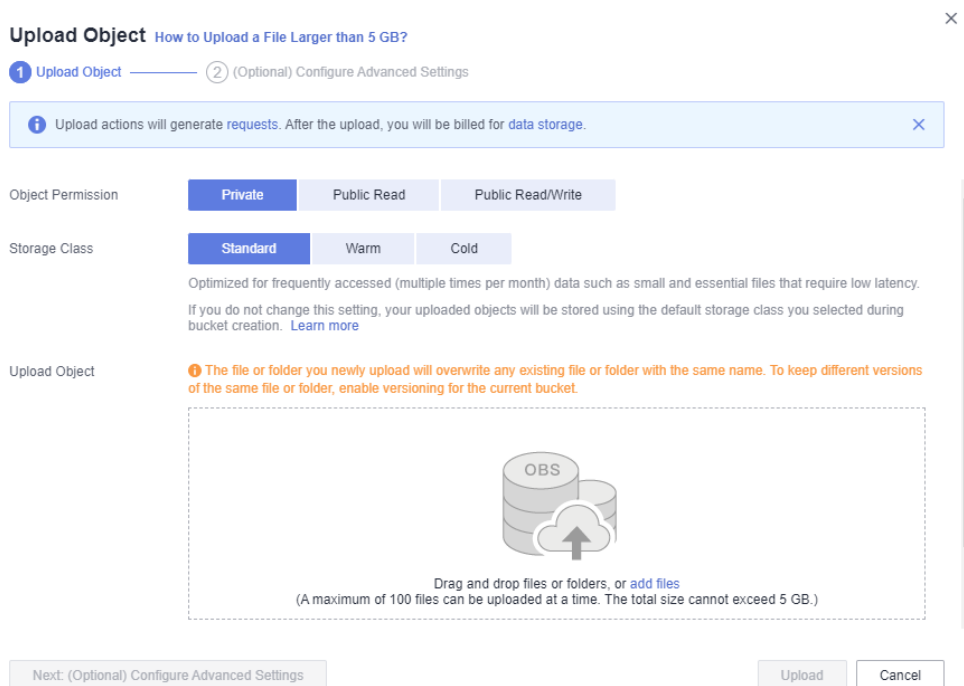 Upload Object How to Upload a File Larger than 5 GB?
1 Upload Object 2 (Optional) Configure Advanced Settings
Upload actions will generate requests. After the upload, you will be billed for data storage.
Object Permission Private Public Read Public Read/Write
Storage Class Standard Warm Cold
Optimized for frequently accessed (multiple times per month) data such as small and essential files that require low latency.
If you do not change this setting, your uploaded objects will be stored using the default storage class you selected during
bucket creation. Learn more
Upload Object The file or folder you newly upload will overwrite any existing file or folder with the same name. To keep different versions
of the same file or folder, enable versioning for the current bucket.
OBS
Drag and drop files or folders, or add files
(A maximum of 100 files can be uploaded at a time. The total size cannot exceed 5 GB.)
Next: (Optional) Configure Advanced Settings Upload Cancel